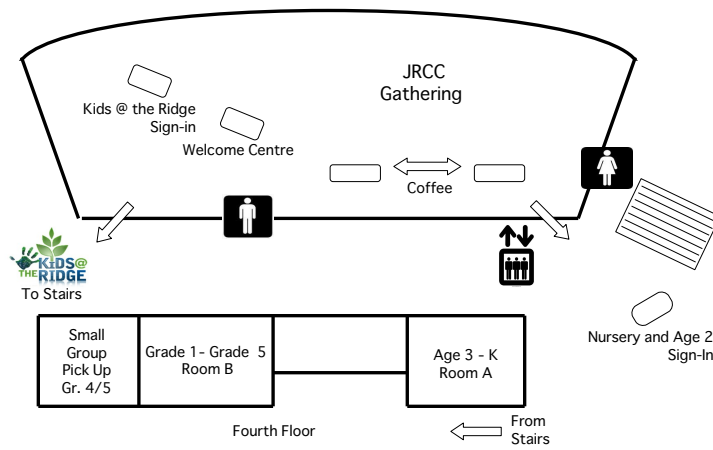 JRCC
Gathering
Kids @ the Ridge
Sign-in
Welcome Centre
Coffee
KiDS@
THE RIDGE
To Stairs
Nursery and Age 2
Sign-In
Small
Group
Pick Up
Gr. 4/5
Grade 1- Grade 5
Room B
Age 3 - K
Room A
Fourth Floor
From
Stairs